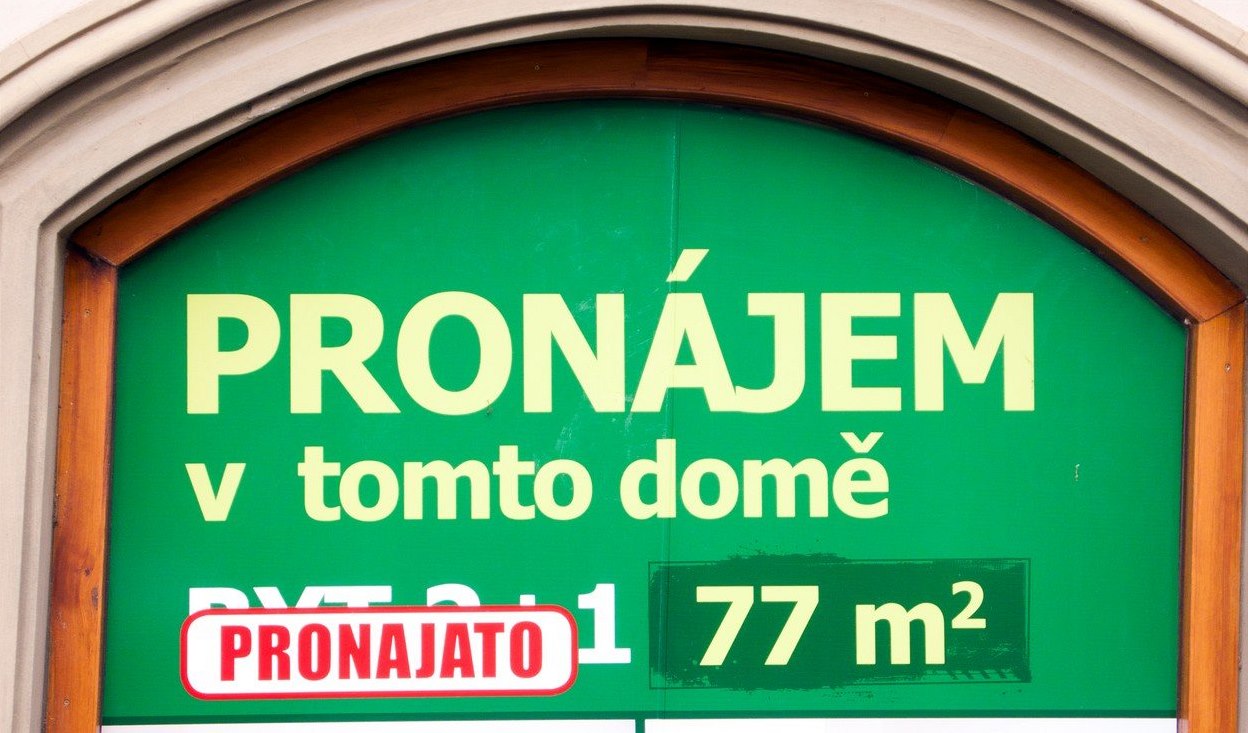 PRONÁJEM
v tomto domě
1 77 m²
PRONAJATO